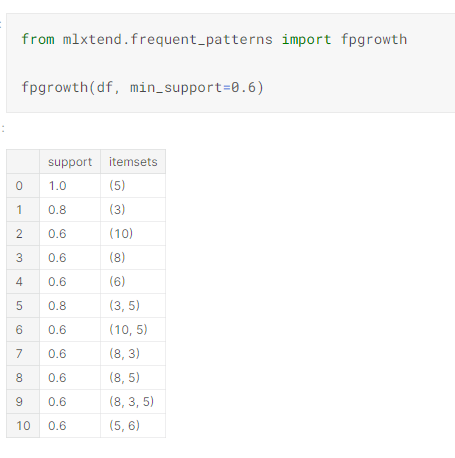 :
from mlxtend.frequent_patterns import fpgrowth
fpgrowth(df, min_support=0.6)
:
support itemsets
0 1.0 (5)
1 0.8 (3)
2 0.6 (10)
3 0.6 (8)
4 0.6 (6)
5 0.8 (3, 5)
6 0.6 (10, 5)
7 0.6 (8, 3)
8 0.6 (8, 5)
9 0.6 (8, 3, 5)
10 0.6 (5, 6)